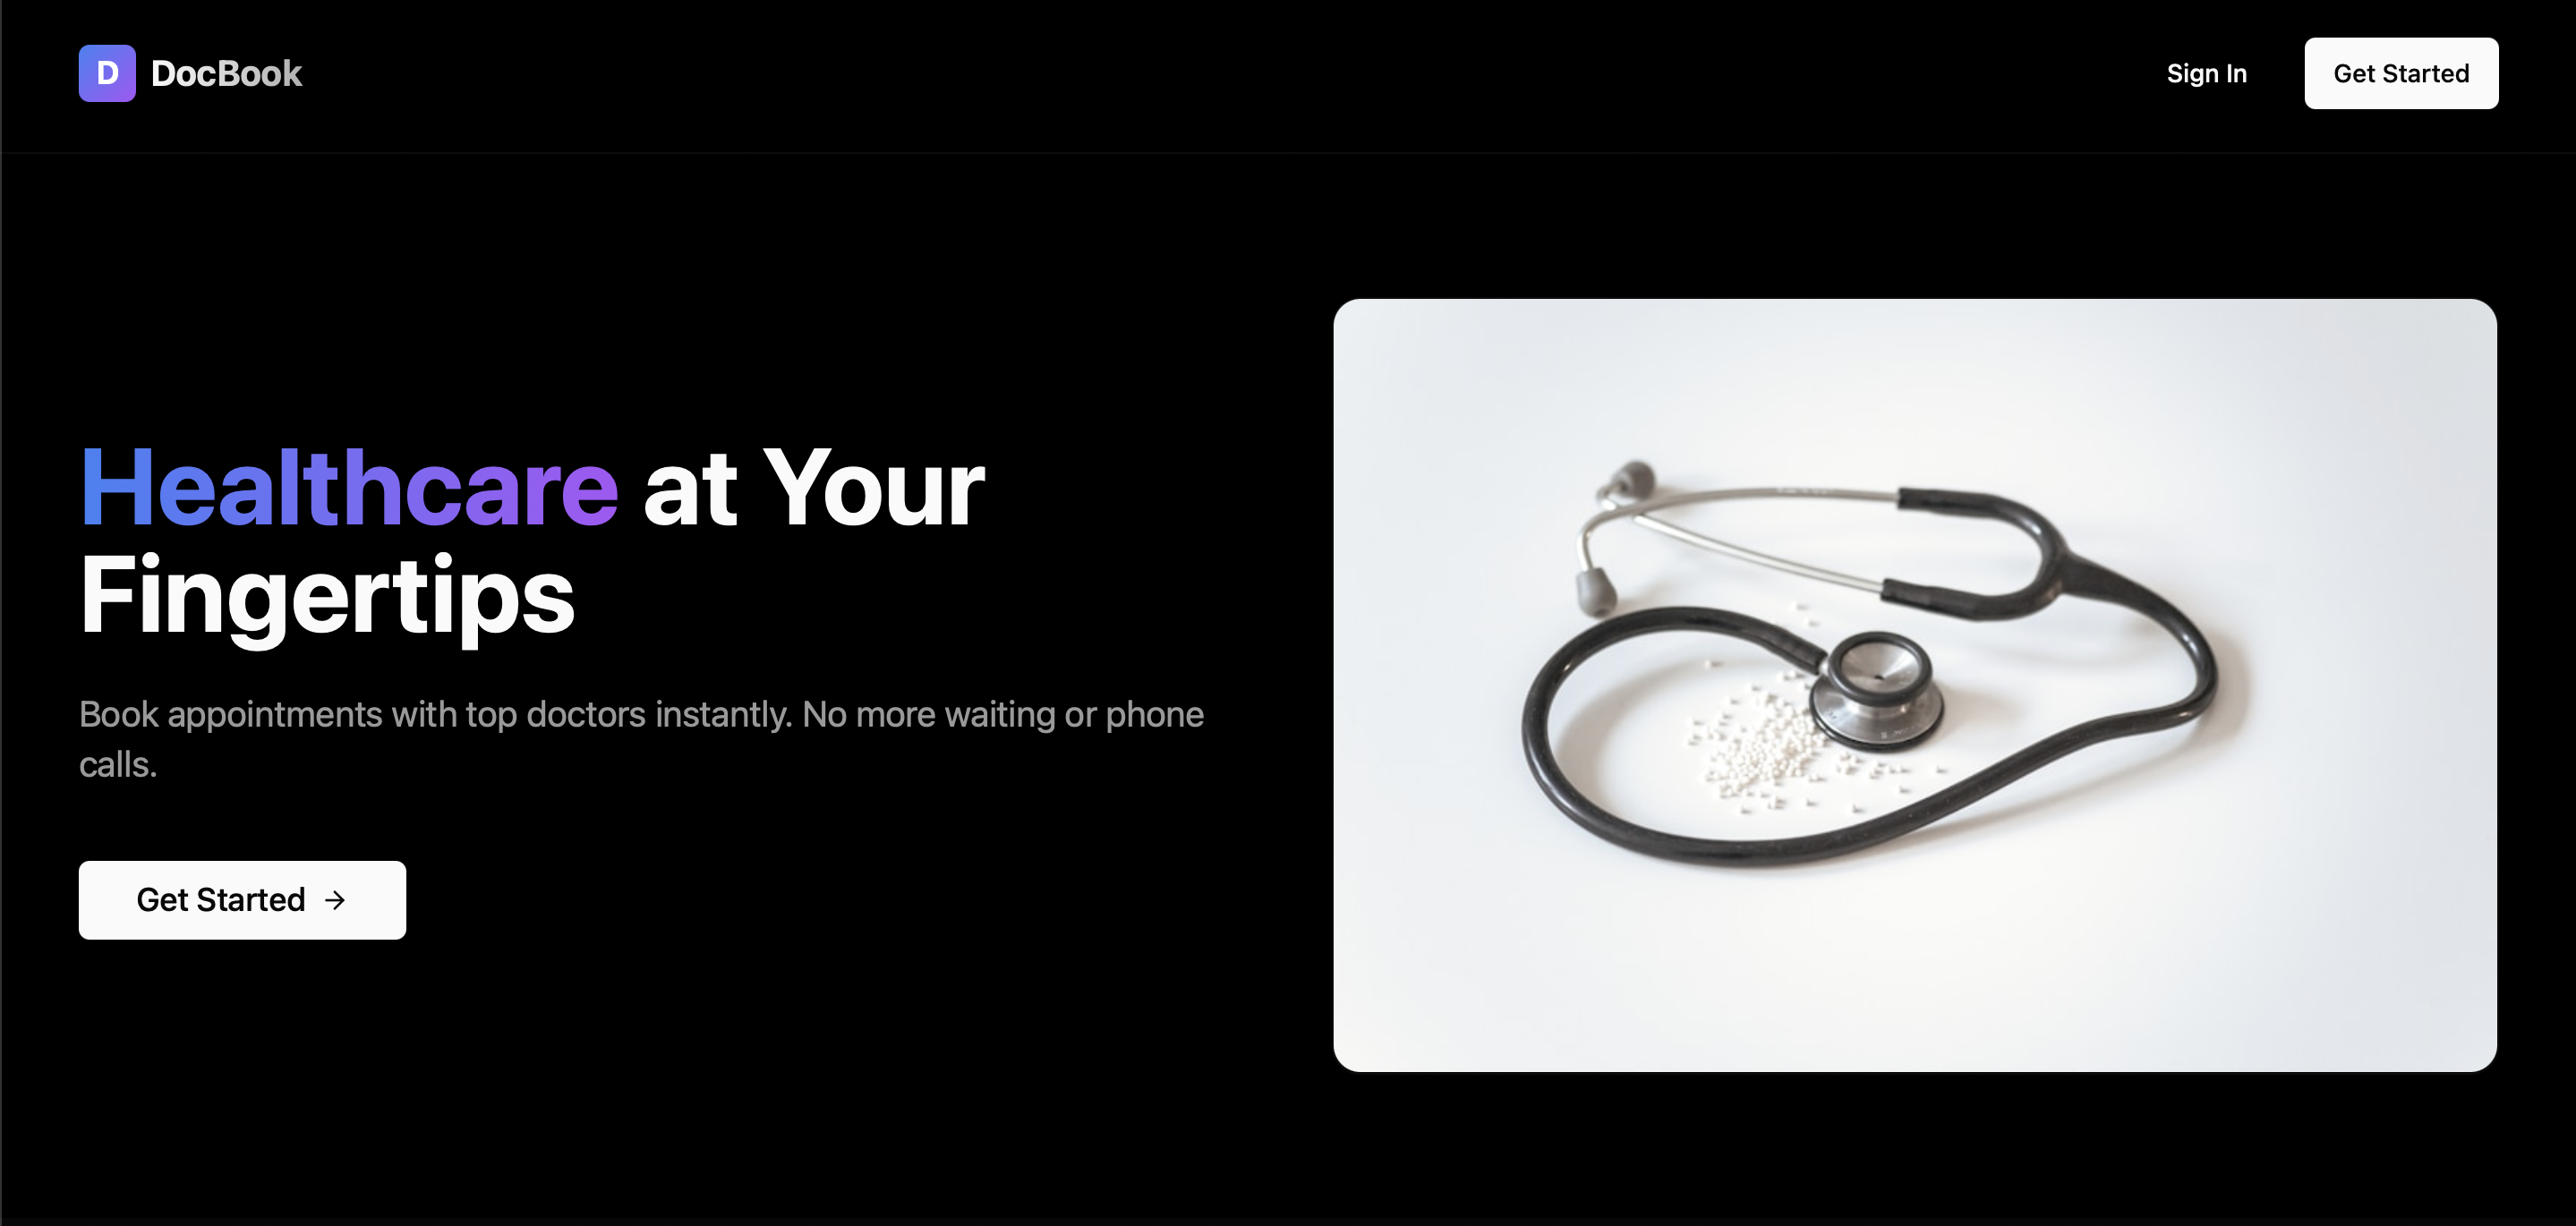 D
DocBook
Sign In
Get Started
Healthcare at Your
Fingertips
Book appointments with top doctors instantly. No more waiting or phone
calls.
Get Started →